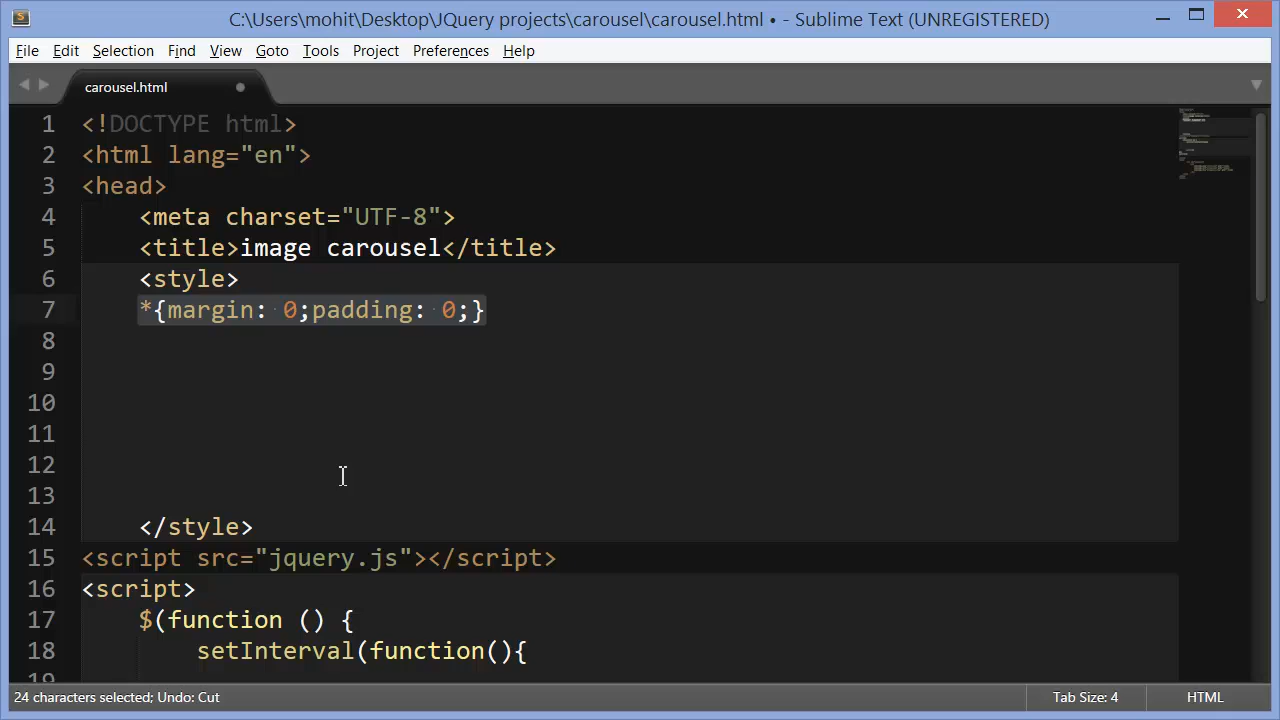 C:\Users\mohit\Desktop\JQuery projects\carousel\carousel.html • - Sublime Text (UNREGISTERED)
File Edit Selection Find View Goto Tools Project Preferences Help
carousel.html
1 <!DOCTYPE html>
2 <html lang="en">
3 <head>
4 <meta charset="UTF-8">
5 <title>image carousel</title>
6 <style>
7 *{margin: 0;padding: 0;}
8
9
10
11
12
13
14 </style>
15 <script src="jquery.js"></script>
16 <script>
17 $(function () {
18 setInterval(function(){
19
24 characters selected; Undo: Cut Tab Size: 4 HTML